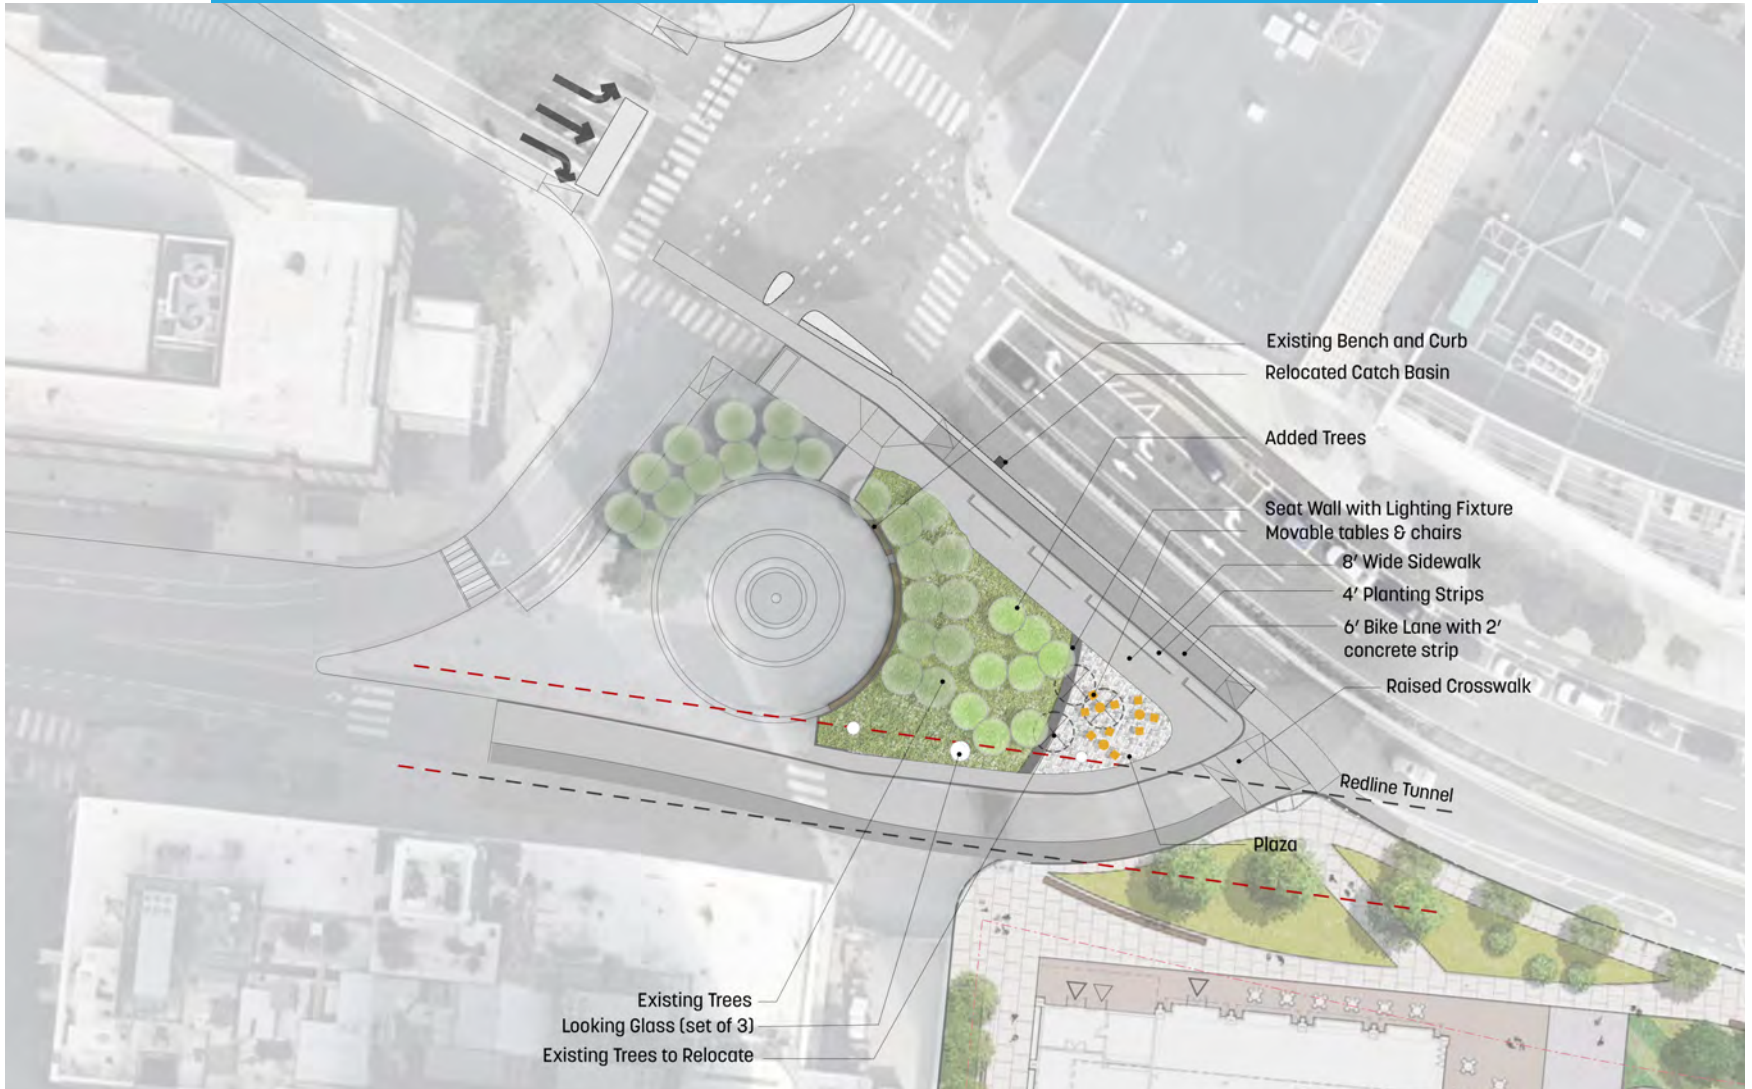 Existing Bench and Curb
Relocated Catch Basin
Added Trees
Seat Wall with Lighting Fixture
Movable tables & chairs
8' Wide Sidewalk
4' Planting Strips
6' Bike Lane with 2'
concrete strip
Raised Crosswalk
Redline Tunnel
Plaza
Existing Trees
Looking Glass (set of 3)
Existing Trees to Relocate